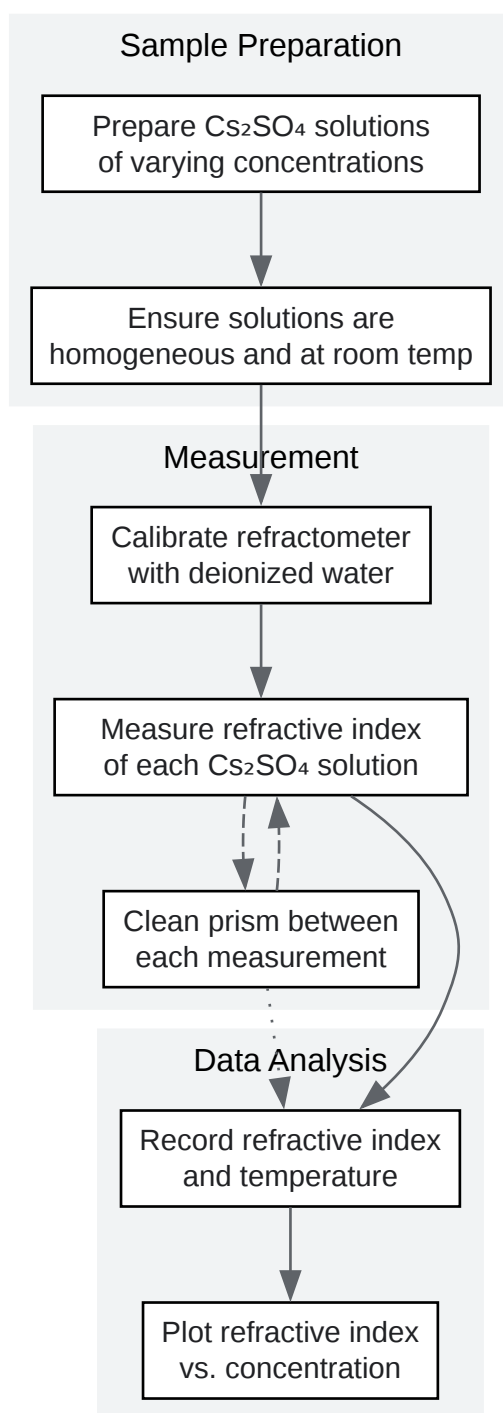 Sample Preparation
Prepare Cs₂SO₄ solutions
of varying concentrations
Ensure solutions are
homogeneous and at room temp
Measurement
Calibrate refractometer
with deionized water
Measure refractive index
of each Cs₂SO₄ solution
Clean prism between
each measurement
Data Analysis
Record refractive index
and temperature
Plot refractive index
vs. concentration